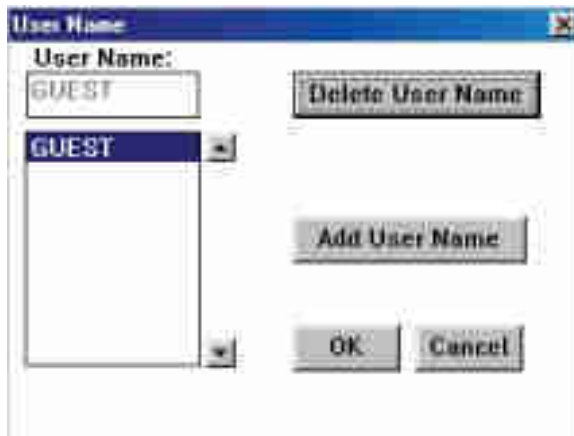 User Name
User Name:
GUEST
Delete User Name
GUEST
Add User Name
OK Cancel